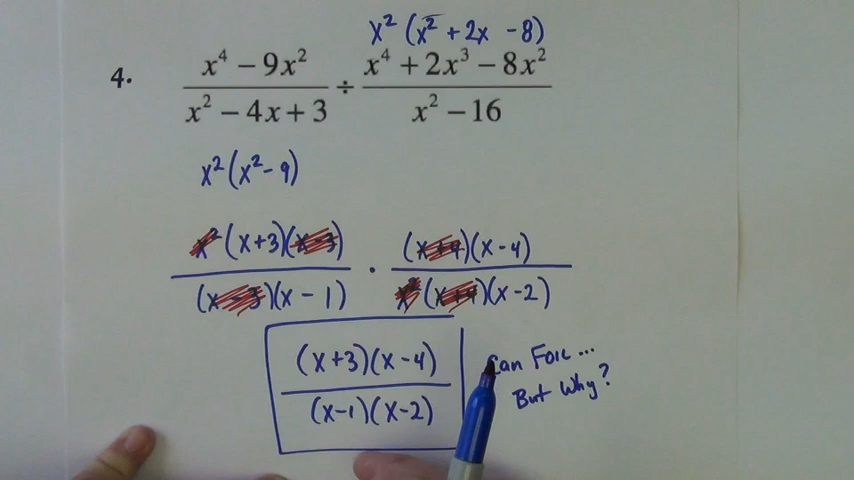 x² (x² + 2x - 8)
4. x⁴ - 9x² / x² - 4x + 3 ÷ x⁴ + 2x³ - 8x² / x² - 16
x² (x² - 9)
x² (x+3)(x-3) / (x-3)(x-1) · (x+4)(x-4) / x² (x+4)(x-2)
(x+3)(x-4) / (x-1)(x-2)
Can FOIL ...
But Why?